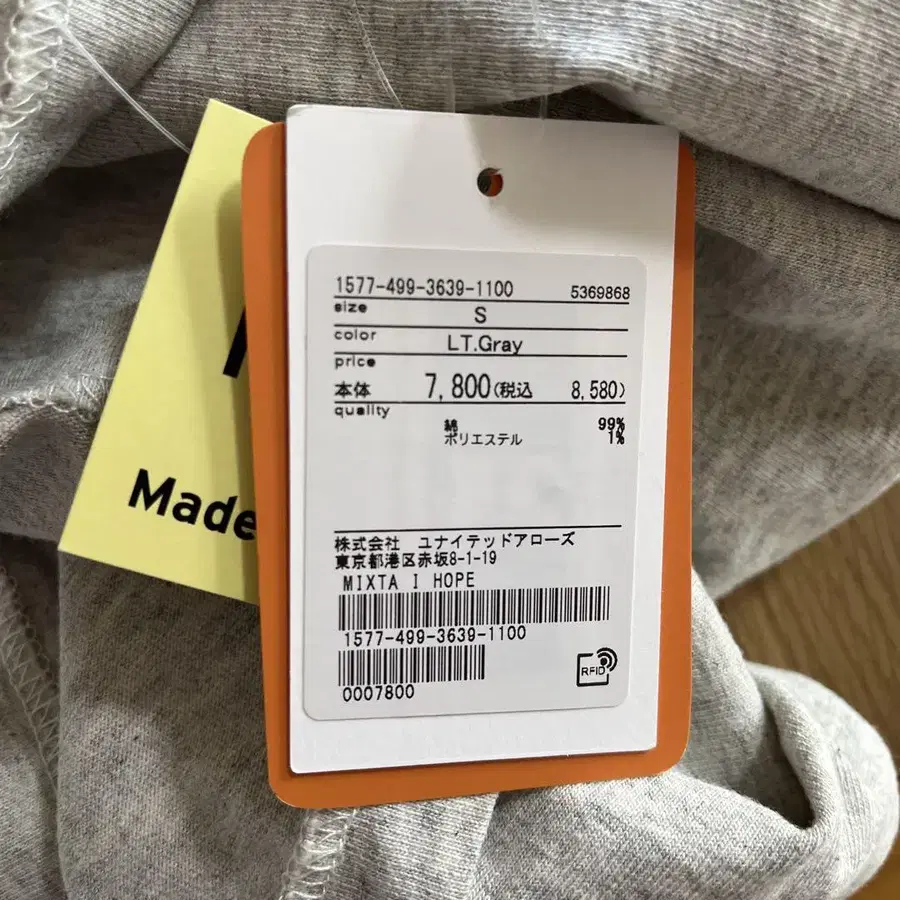 1577-499-3639-1100 5369868
size S
color LT.Gray
price
本体 7,800(税込 8,580)
quality
綿 99%
ポリエステル 1%
株式会社 ユナイテッドアローズ
東京都港区赤坂8-1-19
MIXTA I HOPE
1577-499-3639-1100
0007800
RFID
Made